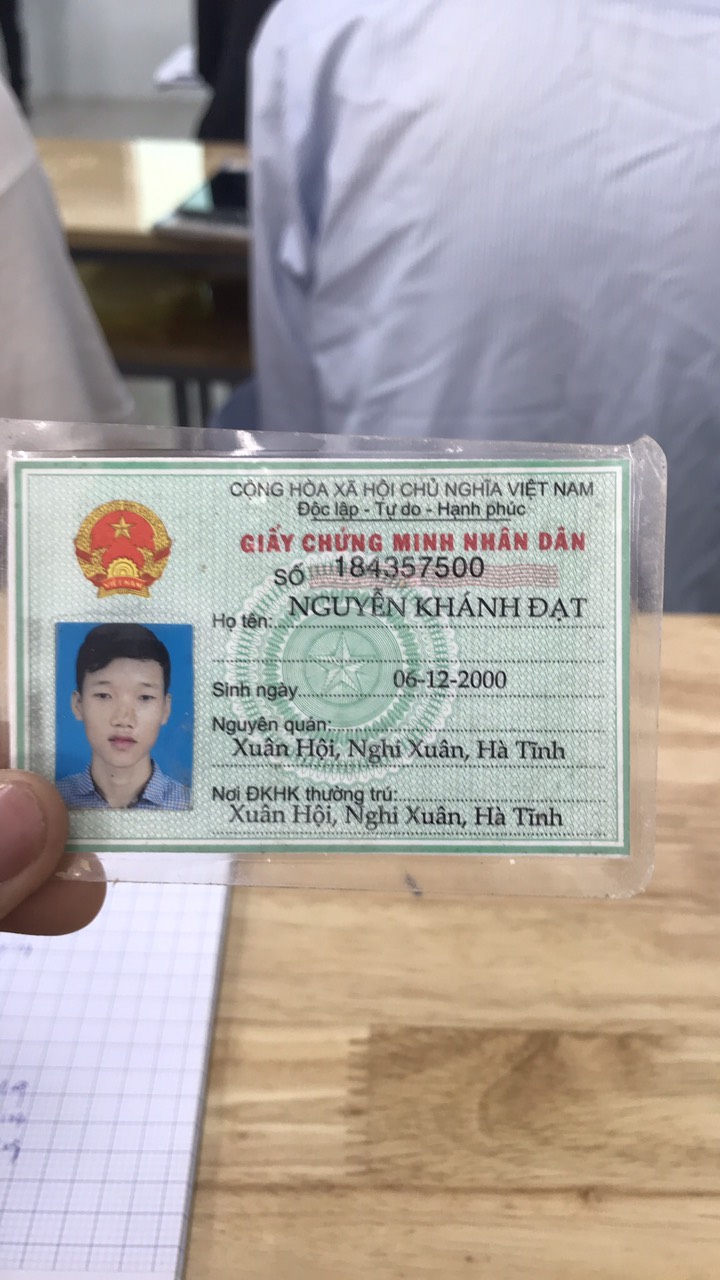 CỘNG HÒA XÃ HỘI CHỦ NGHĨA VIỆT NAM
Độc lập - Tự do - Hạnh phúc
GIẤY CHỨNG MINH NHÂN DÂN
SỐ 184357500
Họ tên: NGUYỄN KHÁNH ĐẠT
Sinh ngày 06-12-2000
Nguyên quán:
Xuân Hội, Nghi Xuân, Hà Tĩnh
Nơi ĐKHK thường trú:
Xuân Hội, Nghi Xuân, Hà Tĩnh
VIỆT NAM